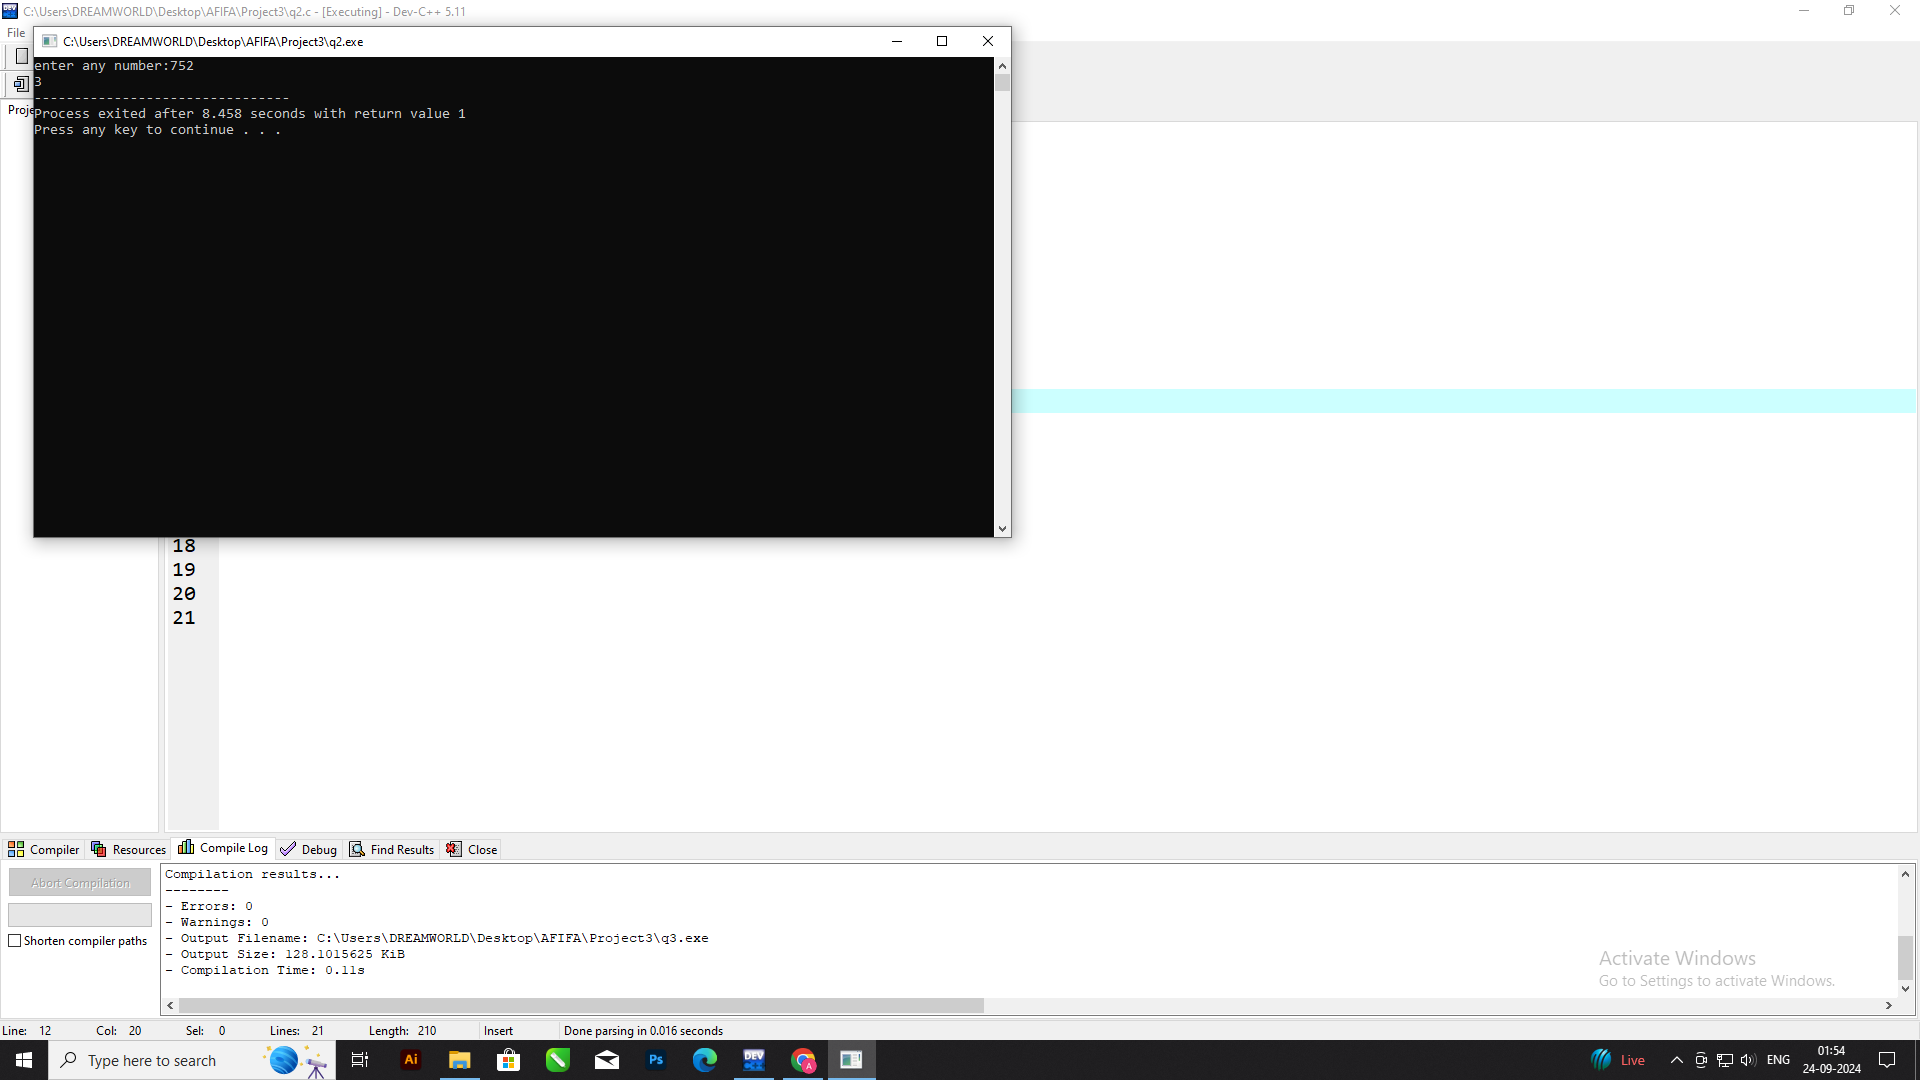 C:\Users\DREAMWORLD\Desktop\AFIFA\Project3\q2.c - [Executing] - Dev-C++ 5.11
File
C:\Users\DREAMWORLD\Desktop\AFIFA\Project3\q2.exe
enter any number:752
3
--------------------------------
Process exited after 8.458 seconds with return value 1
Press any key to continue . . .
Proje
18
19
20
21
Compiler Resources Compile Log Debug Find Results Close
Abort Compilation
Shorten compiler paths
Compilation results...
--------
- Errors: 0
- Warnings: 0
- Output Filename: C:\Users\DREAMWORLD\Desktop\AFIFA\Project3\q3.exe
- Output Size: 128.1015625 KiB
- Compilation Time: 0.11s
Activate Windows
Go to Settings to activate Windows.
Line: 12 Col: 20 Sel: 0 Lines: 21 Length: 210 Insert Done parsing in 0.016 seconds
Type here to search
Ai
Ps
DEV
A
Live
ENG
01:54
24-09-2024